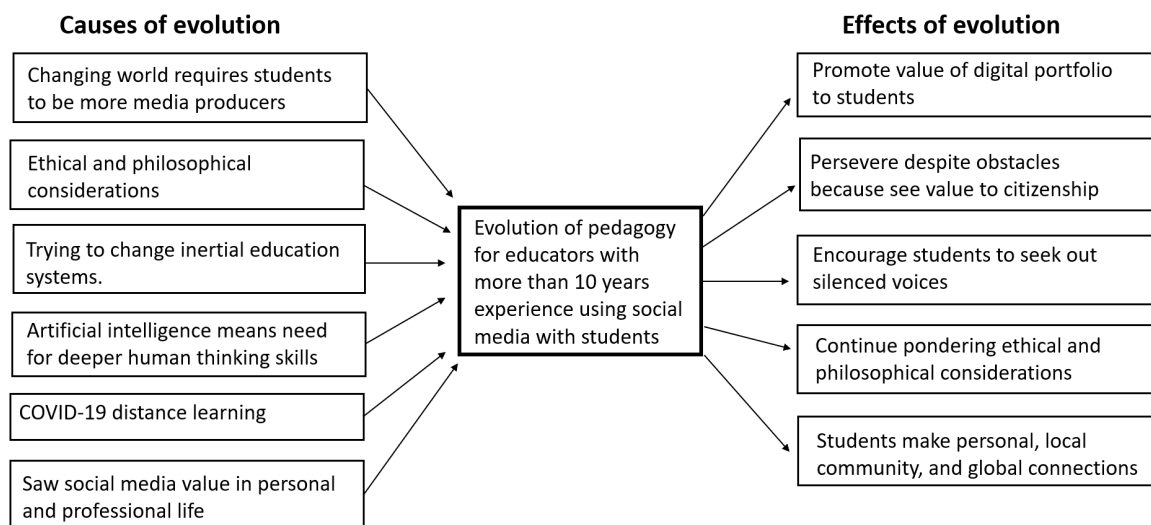 Causes of evolution
Changing world requires students
to be more media producers
Ethical and philosophical
considerations
Trying to change inertial education
systems.
Artificial intelligence means need
for deeper human thinking skills
COVID-19 distance learning
Saw social media value in personal
and professional life
Evolution of pedagogy
for educators with
more than 10 years
experience using social
media with students
Effects of evolution
Promote value of digital portfolio
to students
Persevere despite obstacles
because see value to citizenship
Encourage students to seek out
silenced voices
Continue pondering ethical and
philosophical considerations
Students make personal, local
community, and global connections